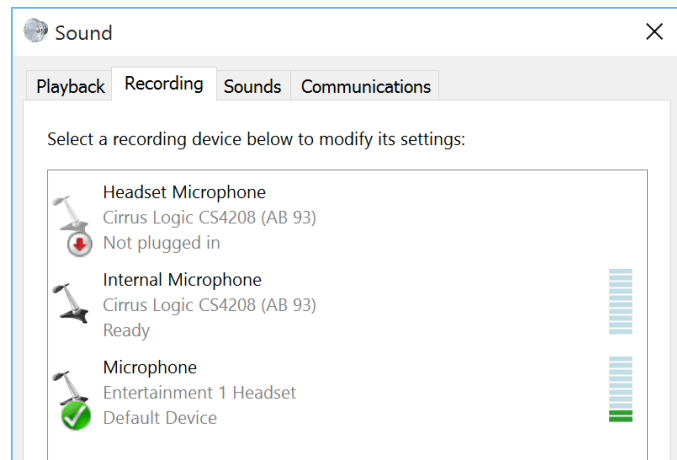 Sound
Playback Recording Sounds Communications
Select a recording device below to modify its settings:
Headset Microphone
Cirrus Logic CS4208 (AB 93)
Not plugged in
Internal Microphone
Cirrus Logic CS4208 (AB 93)
Ready
Microphone
Entertainment 1 Headset
Default Device